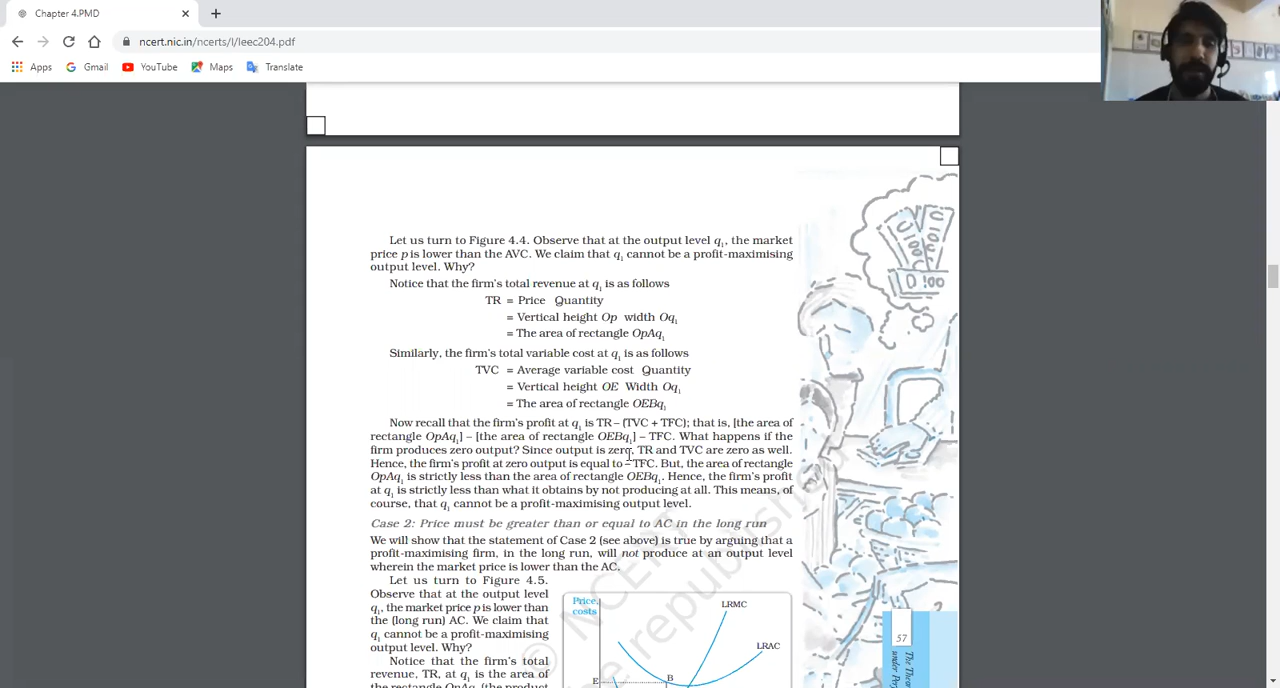 Chapter 4.PMD
ncert.nic.in/ncerts/l/leec204.pdf
Apps Gmail YouTube Maps Translate
Let us turn to Figure 4.4. Observe that at the output level q1, the market
price p is lower than the AVC. We claim that q1 cannot be a profit-maximising
output level. Why?
Notice that the firm's total revenue at q1 is as follows
TR = Price Quantity
= Vertical height Op width Oq1
= The area of rectangle OpAq1
Similarly, the firm's total variable cost at q1 is as follows
TVC = Average variable cost Quantity
= Vertical height OE Width Oq1
= The area of rectangle OEBq1
Now recall that the firm's profit at q1 is TR – (TVC + TFC); that is, [the area of
rectangle OpAq1] – [the area of rectangle OEBq1] – TFC. What happens if the
firm produces zero output? Since output is zero, TR and TVC are zero as well.
Hence, the firm's profit at zero output is equal to – TFC. But, the area of rectangle
OpAq1 is strictly less than the area of rectangle OEBq1. Hence, the firm's profit
at q1 is strictly less than what it obtains by not producing at all. This means, of
course, that q1 cannot be a profit-maximising output level.
Case 2: Price must be greater than or equal to AC in the long run
We will show that the statement of Case 2 (see above) is true by arguing that a
profit-maximising firm, in the long run, will not produce at an output level
wherein the market price is lower than the AC.
Let us turn to Figure 4.5.
Observe that at the output level
q1, the market price p is lower than
the (long run) AC. We claim that
q1 cannot be a profit-maximising
output level. Why?
Notice that the firm's total
revenue, TR, at q1 is the area of
the rectangle OpAq1 (the product
Price,
costs
LRMC
LRAC
E
B
100
57
The Theory
under Per
© NCERT
be republished